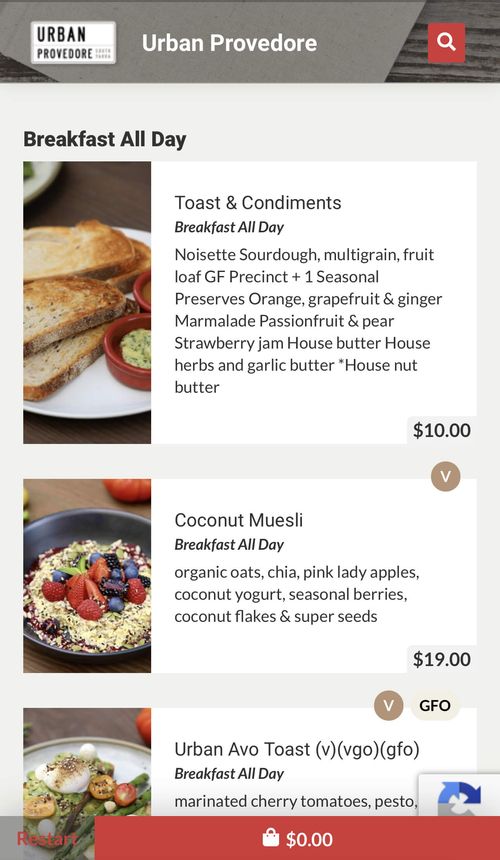 URBAN
PROVEDORE SOUTH YARRA
Urban Provedore
Breakfast All Day
Toast & Condiments
Breakfast All Day
Noisette Sourdough, multigrain, fruit
loaf GF Precinct + 1 Seasonal
Preserves Orange, grapefruit & ginger
Marmalade Passionfruit & pear
Strawberry jam House butter House
herbs and garlic butter *House nut
butter
$10.00
V
Coconut Muesli
Breakfast All Day
organic oats, chia, pink lady apples,
coconut yogurt, seasonal berries,
coconut flakes & super seeds
$19.00
V GFO
Urban Avo Toast (v)(vgo)(gfo)
Breakfast All Day
marinated cherry tomatoes, pesto,
Restart
$0.00